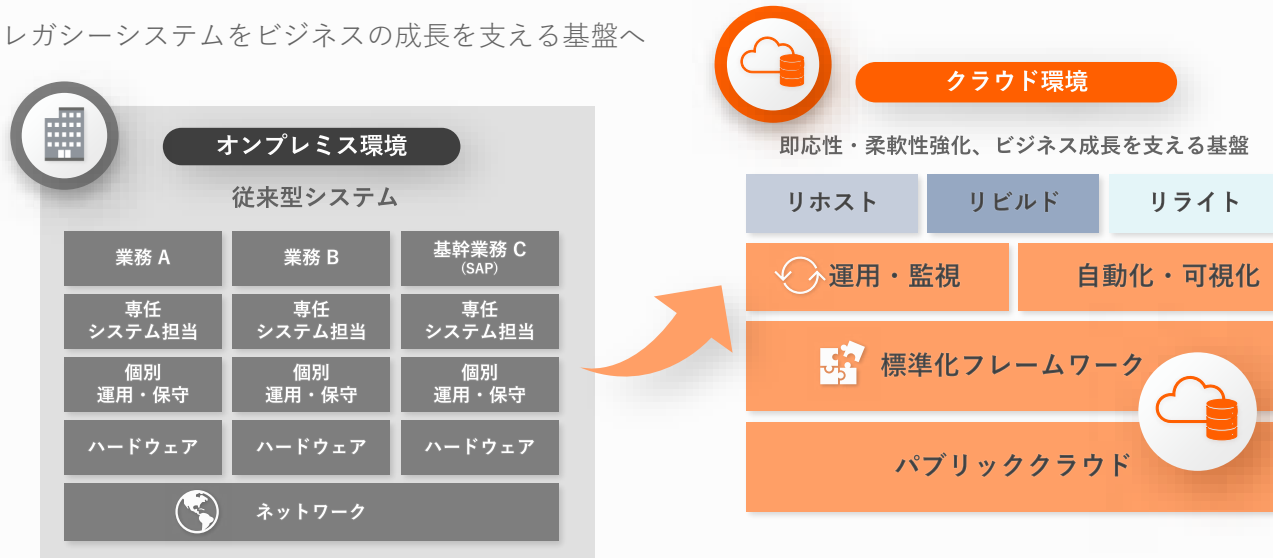 レガシーシステムをビジネスの成長を支える基盤へ
オンプレミス環境
従来型システム
業務 A
業務 B
基幹業務 C
(SAP)
専任
システム担当
専任
システム担当
専任
システム担当
個別
運用・保守
個別
運用・保守
個別
運用・保守
ハードウェア
ハードウェア
ハードウェア
ネットワーク
クラウド環境
即応性・柔軟性強化、ビジネス成長を支える基盤
リホスト
リビルド
リライト
運用・監視
自動化・可視化
標準化フレームワーク
パブリッククラウド